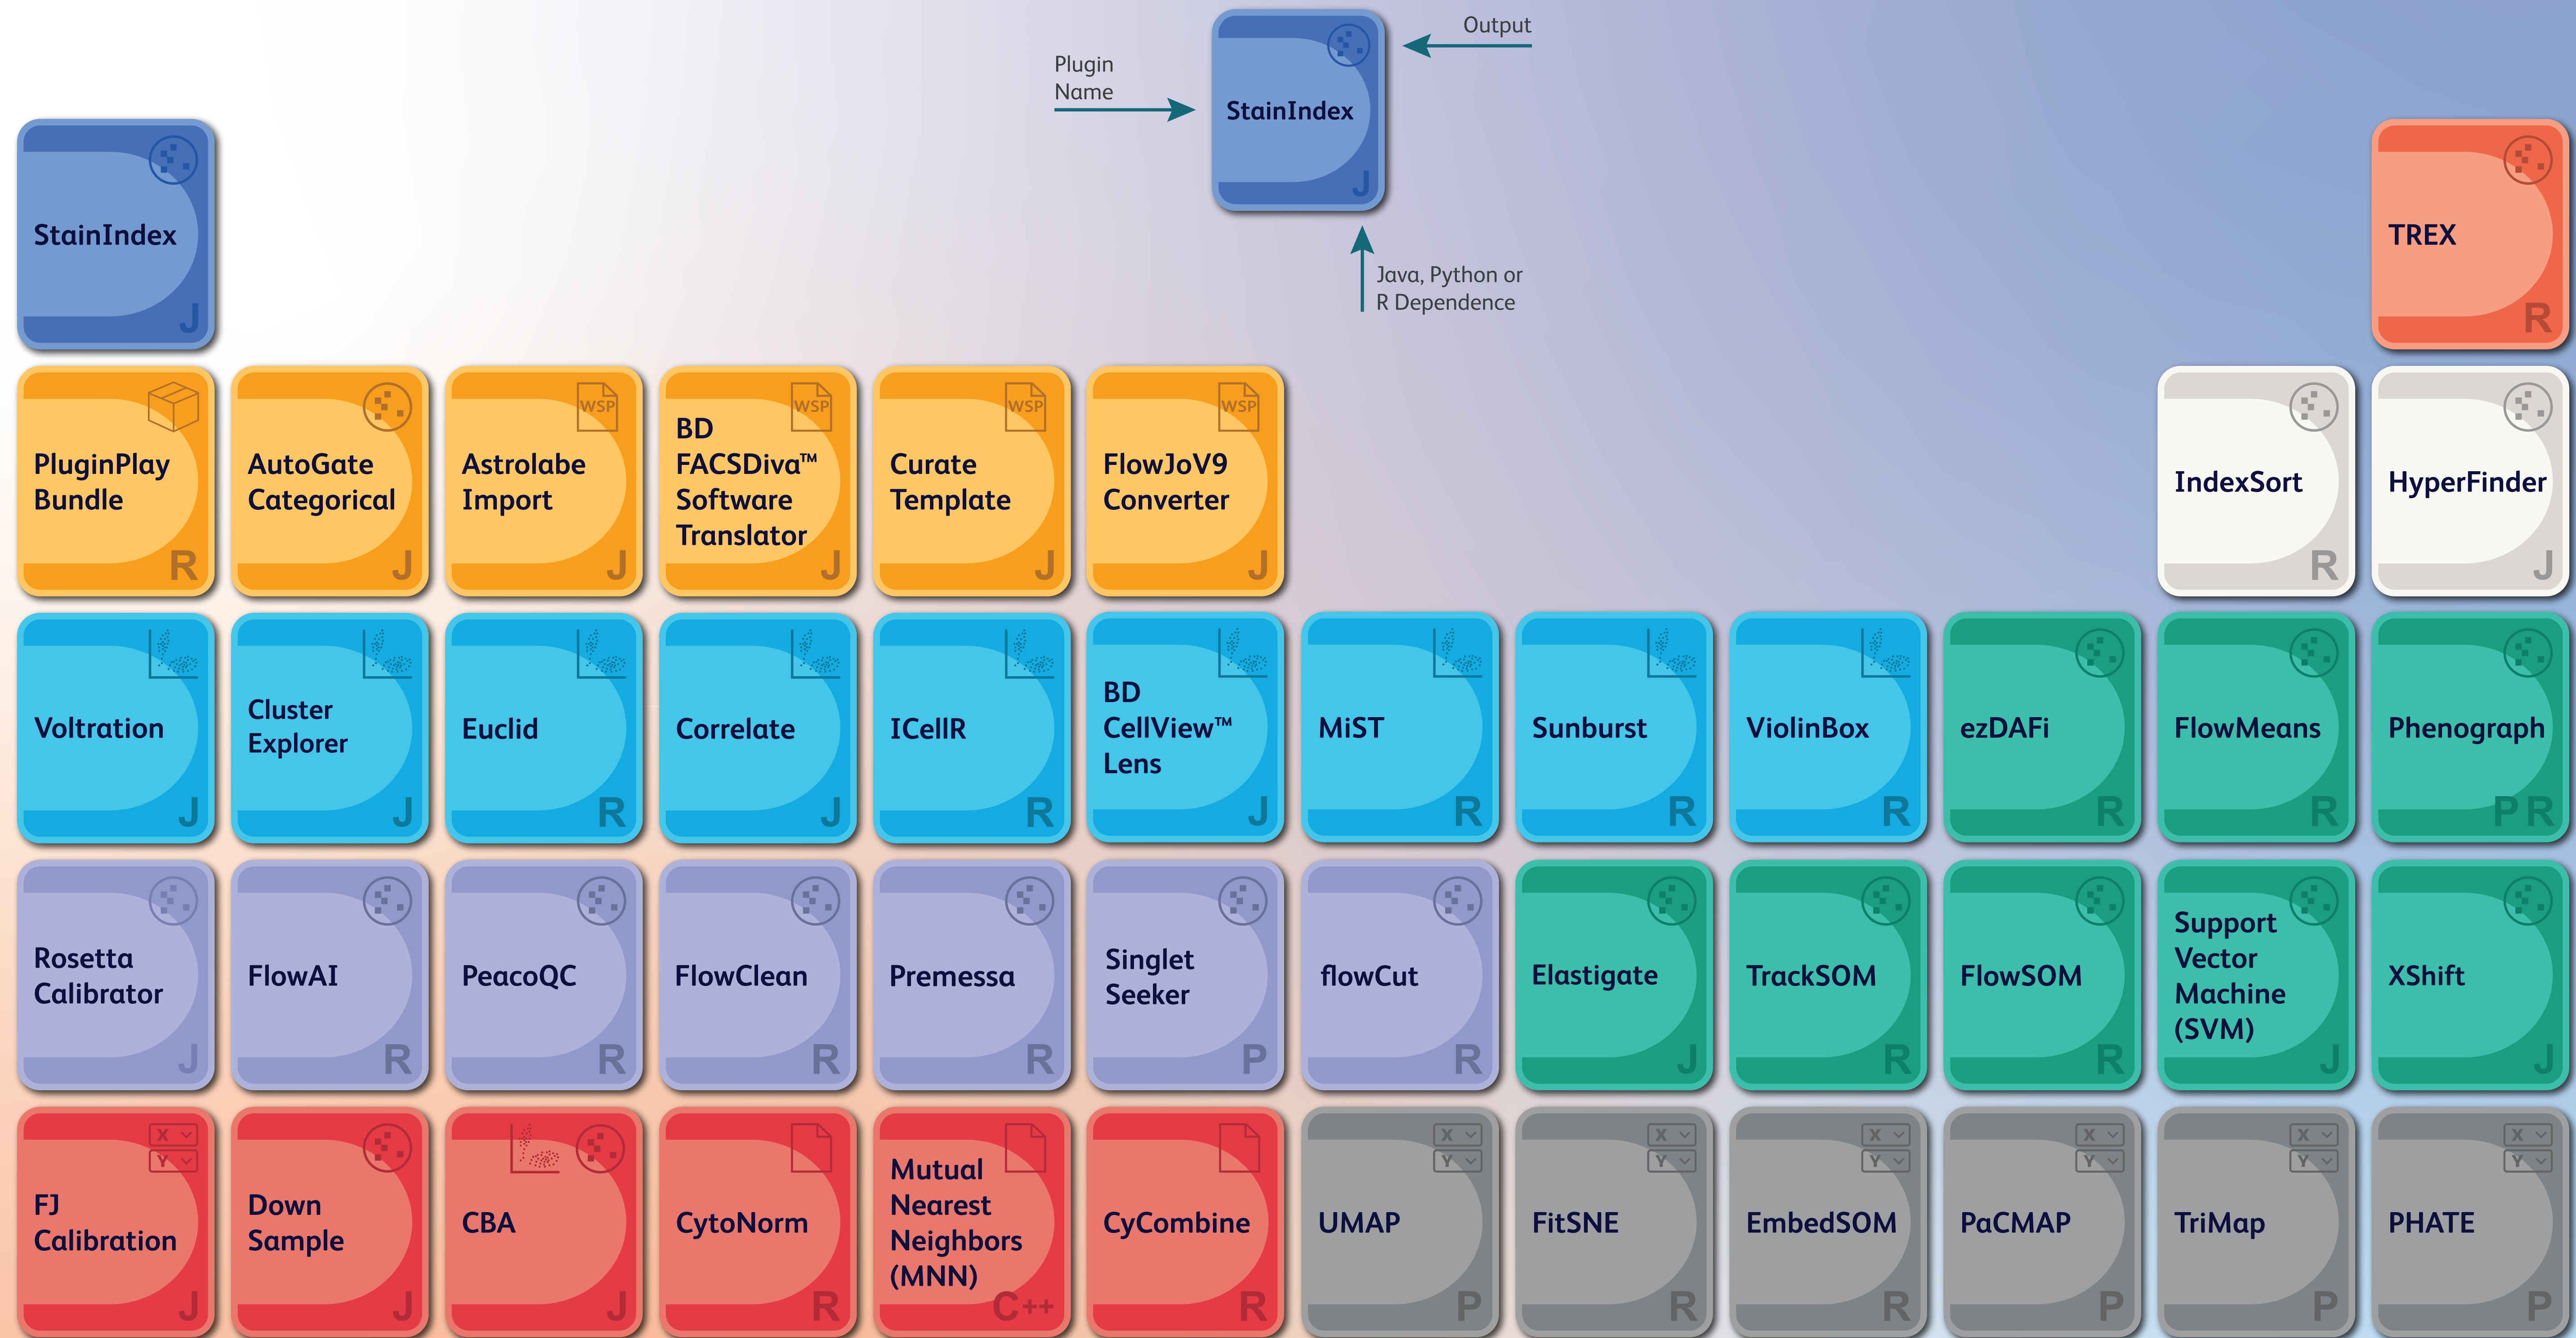 Output
Plugin
Name
StainIndex
J
Java, Python or
R Dependence
StainIndex
J
TREX
R
PluginPlay
Bundle
R
AutoGate
Categorical
J
WSP
Astrolabe
Import
J
WSP
BD
FACSDiva™
Software
Translator
J
WSP
Curate
Template
J
WSP
FlowJoV9
Converter
J
IndexSort
R
HyperFinder
J
Voltration
J
Cluster
Explorer
J
Euclid
R
Correlate
J
ICellR
R
BD
CellView™
Lens
J
MiST
R
Sunburst
R
ViolinBox
R
ezDAFi
R
FlowMeans
R
Phenograph
P R
Rosetta
Calibrator
J
FlowAI
R
PeacoQC
R
FlowClean
R
Premessa
R
Singlet
Seeker
P
flowCut
R
Elastigate
J
TrackSOM
R
FlowSOM
R
Support
Vector
Machine
(SVM)
J
XShift
J
X
Y
FJ
Calibration
J
Down
Sample
J
CBA
J
CytoNorm
R
Mutual
Nearest
Neighbors
(MNN)
C++
CyCombine
R
X
Y
UMAP
P
X
Y
FitSNE
R
X
Y
EmbedSOM
R
X
Y
PaCMAP
P
X
Y
TriMap
P
X
Y
PHATE
P